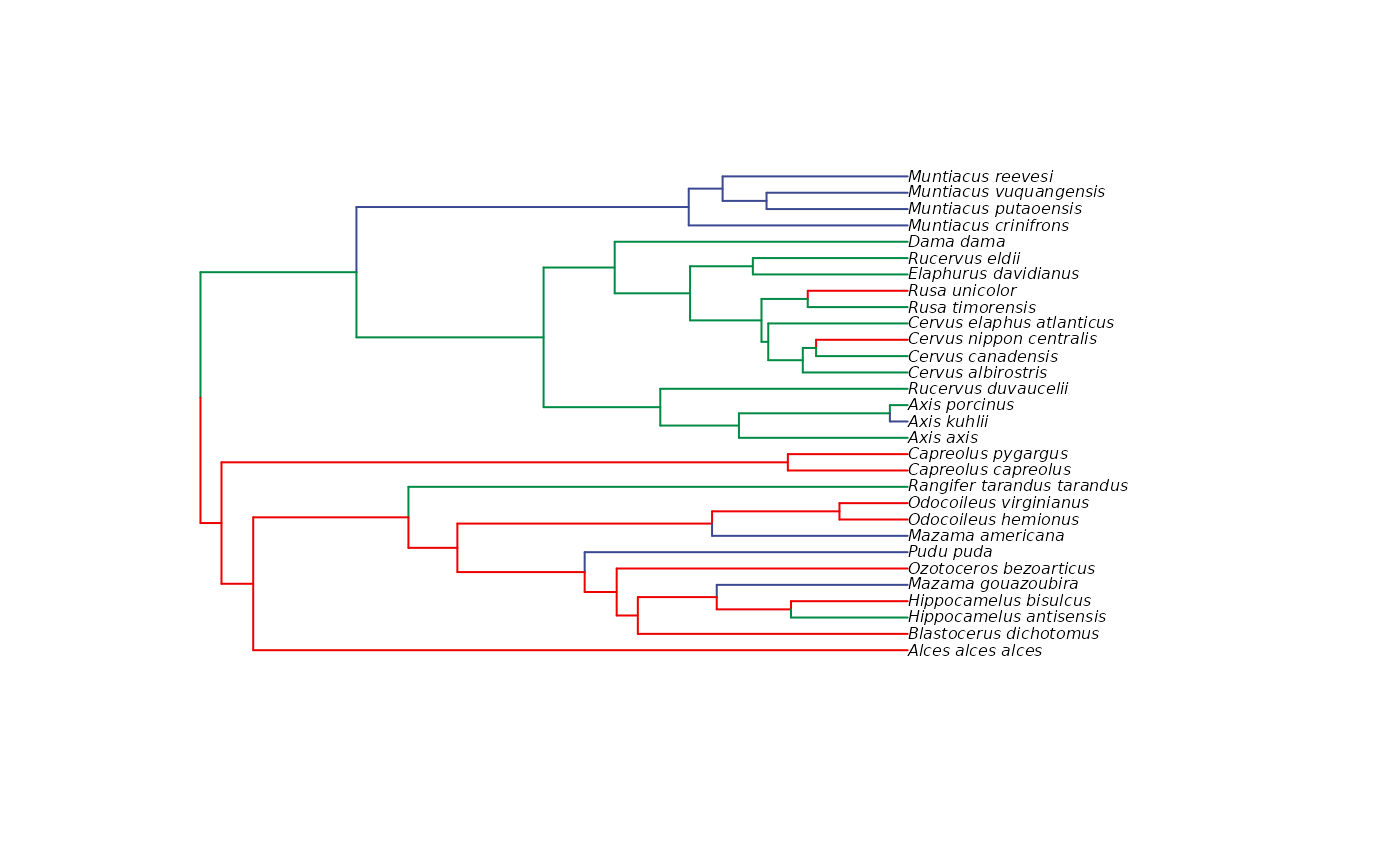 Muntiacus reevesi
Muntiacus vuquangensis
Muntiacus putaoensis
Muntiacus crinifrons
Dama dama
Rucervus eldii
Elaphurus davidianus
Rusa unicolor
Rusa timorensis
Cervus elaphus atlanticus
Cervus nippon centralis
Cervus canadensis
Cervus albirostris
Rucervus duvaucelii
Axis porcinus
Axis kuhlii
Axis axis
Capreolus pygargus
Capreolus capreolus
Rangifer tarandus tarandus
Odocoileus virginianus
Odocoileus hemionus
Mazama americana
Pudu puda
Ozotoceros bezoarticus
Mazama gouazoubira
Hippocamelus bisulcus
Hippocamelus antisensis
Blastocerus dichotomus
Alces alces alces